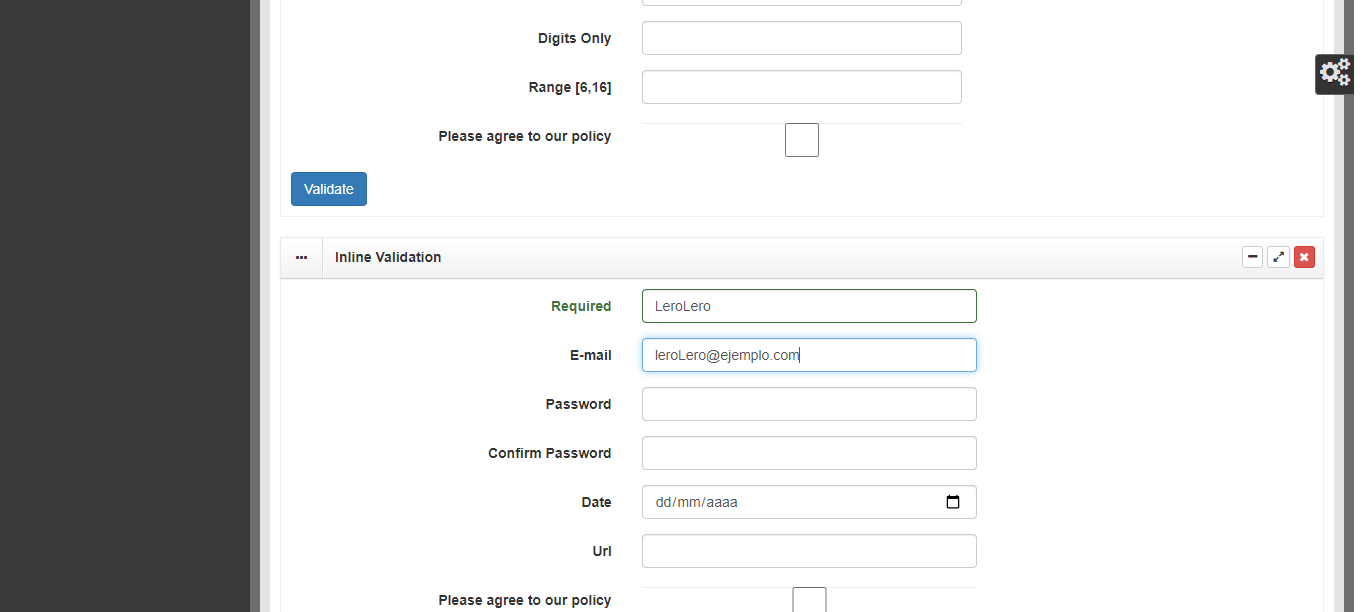 Digits Only
Range [6,16]
Please agree to our policy
Validate
Inline Validation
Required LeroLero
E-mail leroLero@ejemplo.com
Password
Confirm Password
Date dd/mm/aaaa
Url
Please agree to our policy